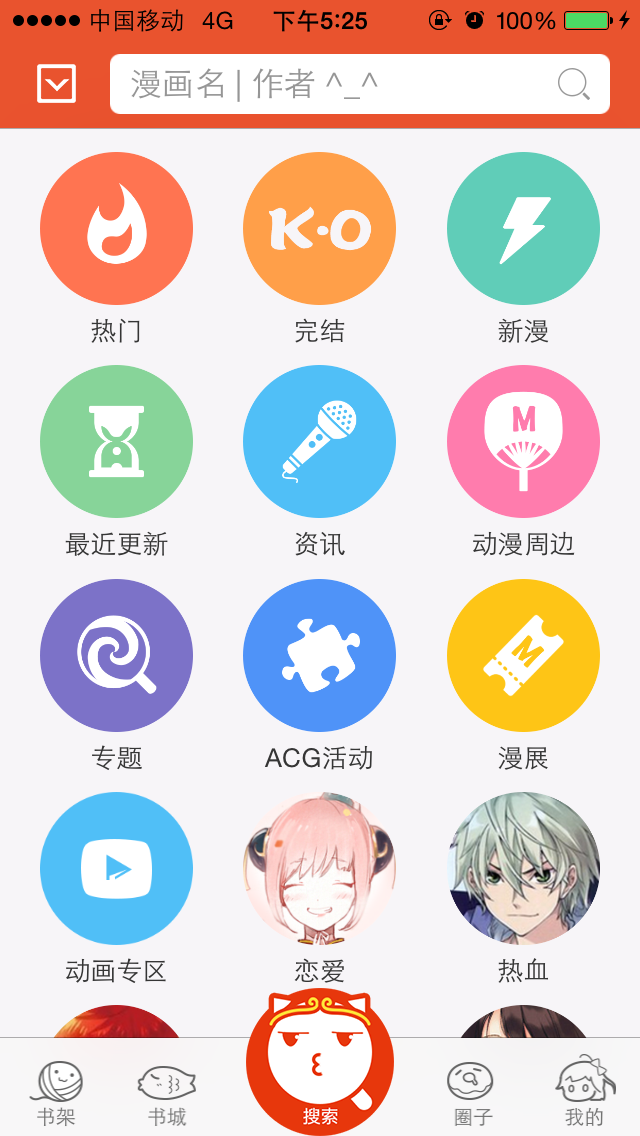 中国移动 4G 下午5:25 100%
漫画名 | 作者 ^_^
K·O
热门 完结 新漫
M
最近更新 资讯 动漫周边
M
专题 ACG活动 漫展
动画专区 恋爱 热血
书架 书城 搜索 圈子 我的